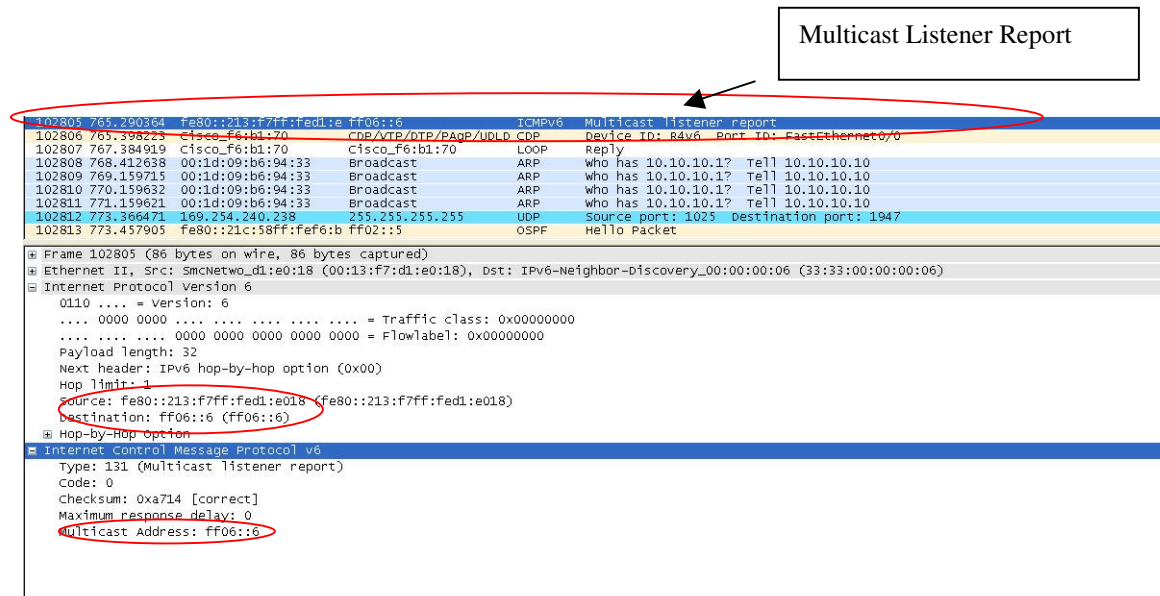 Multicast Listener Report
102805 765.290364 fe80::213:f7ff:fed1:e ff06::6 ICMPv6 Multicast listener report
102806 765.398223 Cisco_f6:b1:70 CDP/VTP/DTP/PAgP/UDLD CDP Device ID: R4v6 Port ID: FastEthernet0/0
102807 767.384919 Cisco_f6:b1:70 Cisco_f6:b1:70 LOOP Reply
102808 768.412638 00:1d:09:b6:94:33 Broadcast ARP who has 10.10.10.1? Tell 10.10.10.10
102809 769.159715 00:1d:09:b6:94:33 Broadcast ARP who has 10.10.10.1? Tell 10.10.10.10
102810 770.159632 00:1d:09:b6:94:33 Broadcast ARP who has 10.10.10.1? Tell 10.10.10.10
102811 771.159621 00:1d:09:b6:94:33 Broadcast ARP who has 10.10.10.1? Tell 10.10.10.10
102812 773.366471 169.254.240.238 255.255.255.255 UDP Source port: 1025 Destination port: 1947
102813 773.457905 fe80::21c:58ff:fef6:b ff02::5 OSPF Hello Packet
Frame 102805 (86 bytes on wire, 86 bytes captured)
Ethernet II, Src: SmcNetwo_d1:e0:18 (00:13:f7:d1:e0:18), Dst: IPv6-Neighbor-Discovery_00:00:00:06 (33:33:00:00:00:06)
Internet Protocol Version 6
0110 .... = Version: 6
.... 0000 0000 .... .... .... .... .... = Traffic class: 0x00000000
.... .... .... 0000 0000 0000 0000 0000 = Flowlabel: 0x00000000
Payload length: 32
Next header: IPv6 hop-by-hop option (0x00)
Hop limit: 1
Source: fe80::213:f7ff:fed1:e018 (fe80::213:f7ff:fed1:e018)
Destination: ff06::6 (ff06::6)
Hop-by-Hop Option
Internet Control Message Protocol v6
Type: 131 (Multicast listener report)
Code: 0
Checksum: 0xa714 [correct]
Maximum response delay: 0
Multicast Address: ff06::6